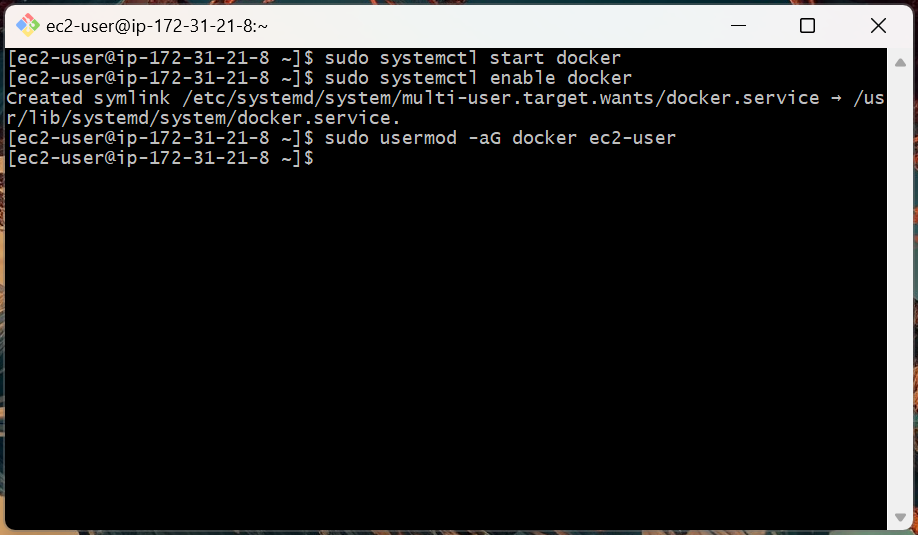 ec2-user@ip-172-31-21-8:~
[ec2-user@ip-172-31-21-8 ~]$ sudo systemctl start docker
[ec2-user@ip-172-31-21-8 ~]$ sudo systemctl enable docker
Created symlink /etc/systemd/system/multi-user.target.wants/docker.service → /us
r/lib/systemd/system/docker.service.
[ec2-user@ip-172-31-21-8 ~]$ sudo usermod -aG docker ec2-user
[ec2-user@ip-172-31-21-8 ~]$